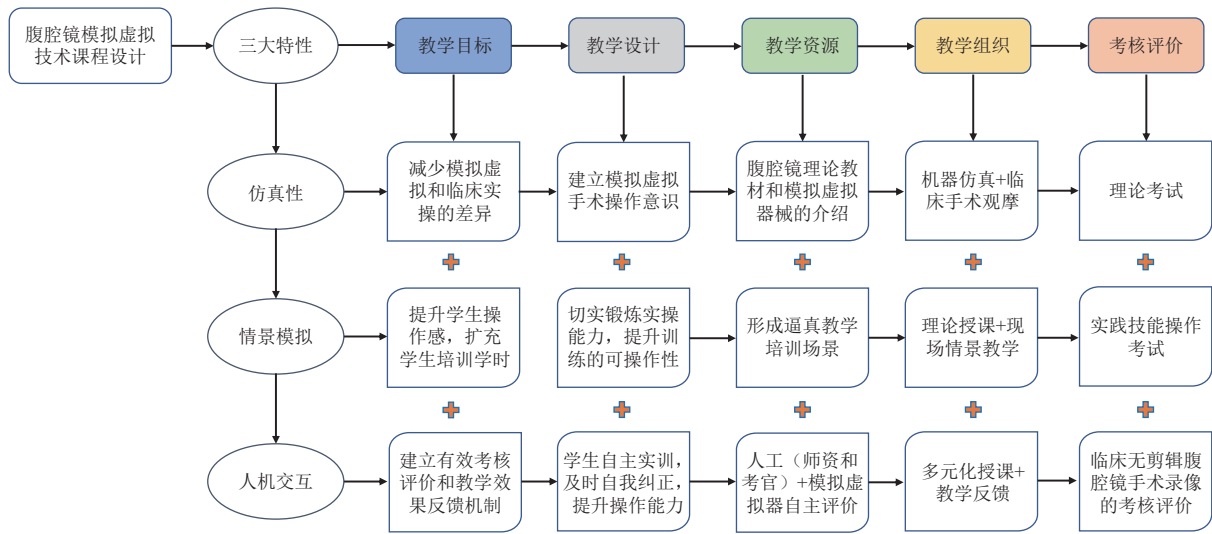 腹腔镜模拟虚拟
技术课程设计
三大特性
教学目标
教学设计
教学资源
教学组织
考核评价
仿真性
减少模拟虚
拟和临床实
操的差异
建立模拟虚拟
手术操作意识
腹腔镜理论教
材和模拟虚拟
器械的介绍
机器仿真+临
床手术观摩
理论考试
情景模拟
提升学生操
作感，扩充
学生培训学时
切实锻炼实操
能力，提升训
练的可操作性
形成逼真教学
培训场景
理论授课+现
场情景教学
实践技能操作
考试
人机交互
建立有效考核
评价和教学效
果反馈机制
学生自主实训，
及时自我纠正，
提升操作能力
人工（师资和
考官）+模拟虚
拟器自主评价
多元化授课+
教学反馈
临床无剪辑腹
腔镜手术录像
的考核评价